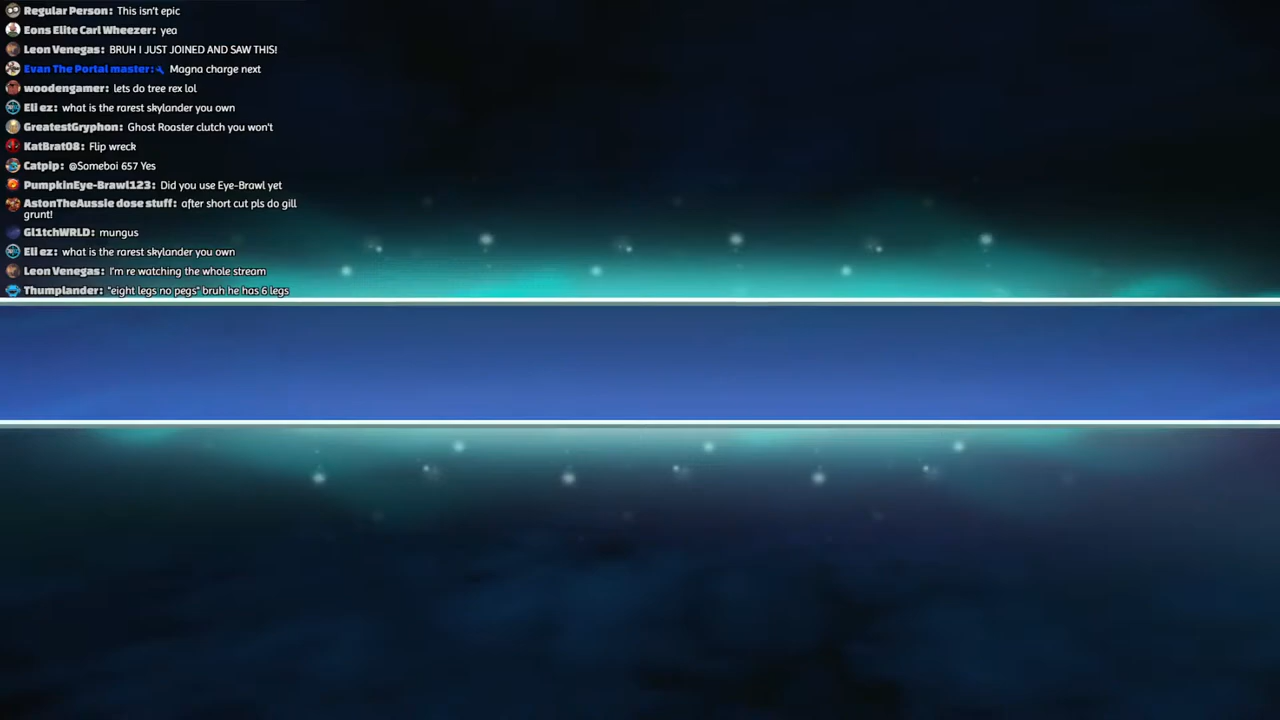 Regular Person: This isn't epic
Eons Elite Carl Wheezer: yea
Leon Venegas: BRUH I JUST JOINED AND SAW THIS!
Evan The Portal master: Magna charge next
woodengamer: lets do tree rex lol
Eli ez: what is the rarest skylander you own
GreatestGryphon: Ghost Roaster clutch you won't
KatBrat08: Flip wreck
Catpip: @Someboi 657 Yes
PumpkinEye-Brawl123: Did you use Eye-Brawl yet
AstonTheAussie dose stuff: after short cut pls do gill
grunt!
Gl1tchWRLD: mungus
Eli ez: what is the rarest skylander you own
Leon Venegas: I'm re watching the whole stream
Thumplander: "eight legs no pegs" bruh he has 6 legs